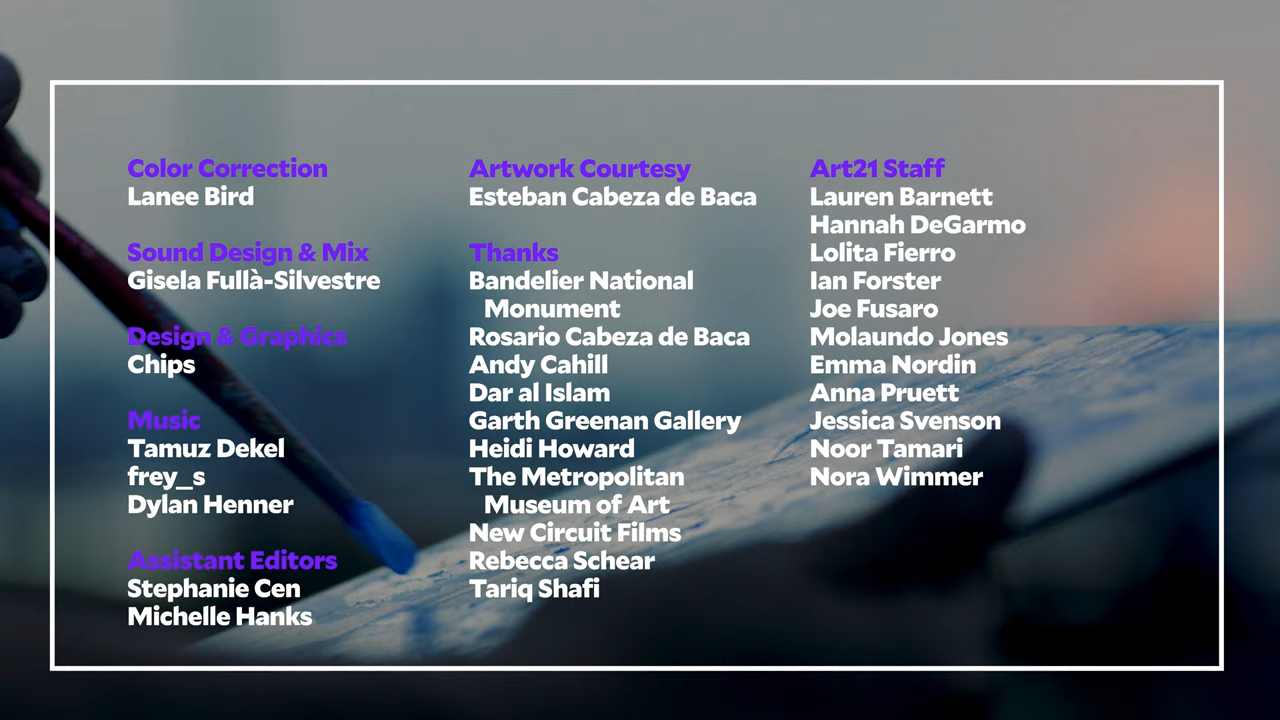 Color Correction
Lanee Bird
Sound Design & Mix
Gisela Fullà-Silvestre
Design & Graphics
Chips
Music
Tamuz Dekel
frey_s
Dylan Henner
Assistant Editors
Stephanie Cen
Michelle Hanks
Artwork Courtesy
Esteban Cabeza de Baca
Thanks
Bandelier National
Monument
Rosario Cabeza de Baca
Andy Cahill
Dar al Islam
Garth Greenan Gallery
Heidi Howard
The Metropolitan
Museum of Art
New Circuit Films
Rebecca Schear
Tariq Shafi
Art21 Staff
Lauren Barnett
Hannah DeGarmo
Lolita Fierro
Ian Forster
Joe Fusaro
Molaundo Jones
Emma Nordin
Anna Pruett
Jessica Svenson
Noor Tamari
Nora Wimmer